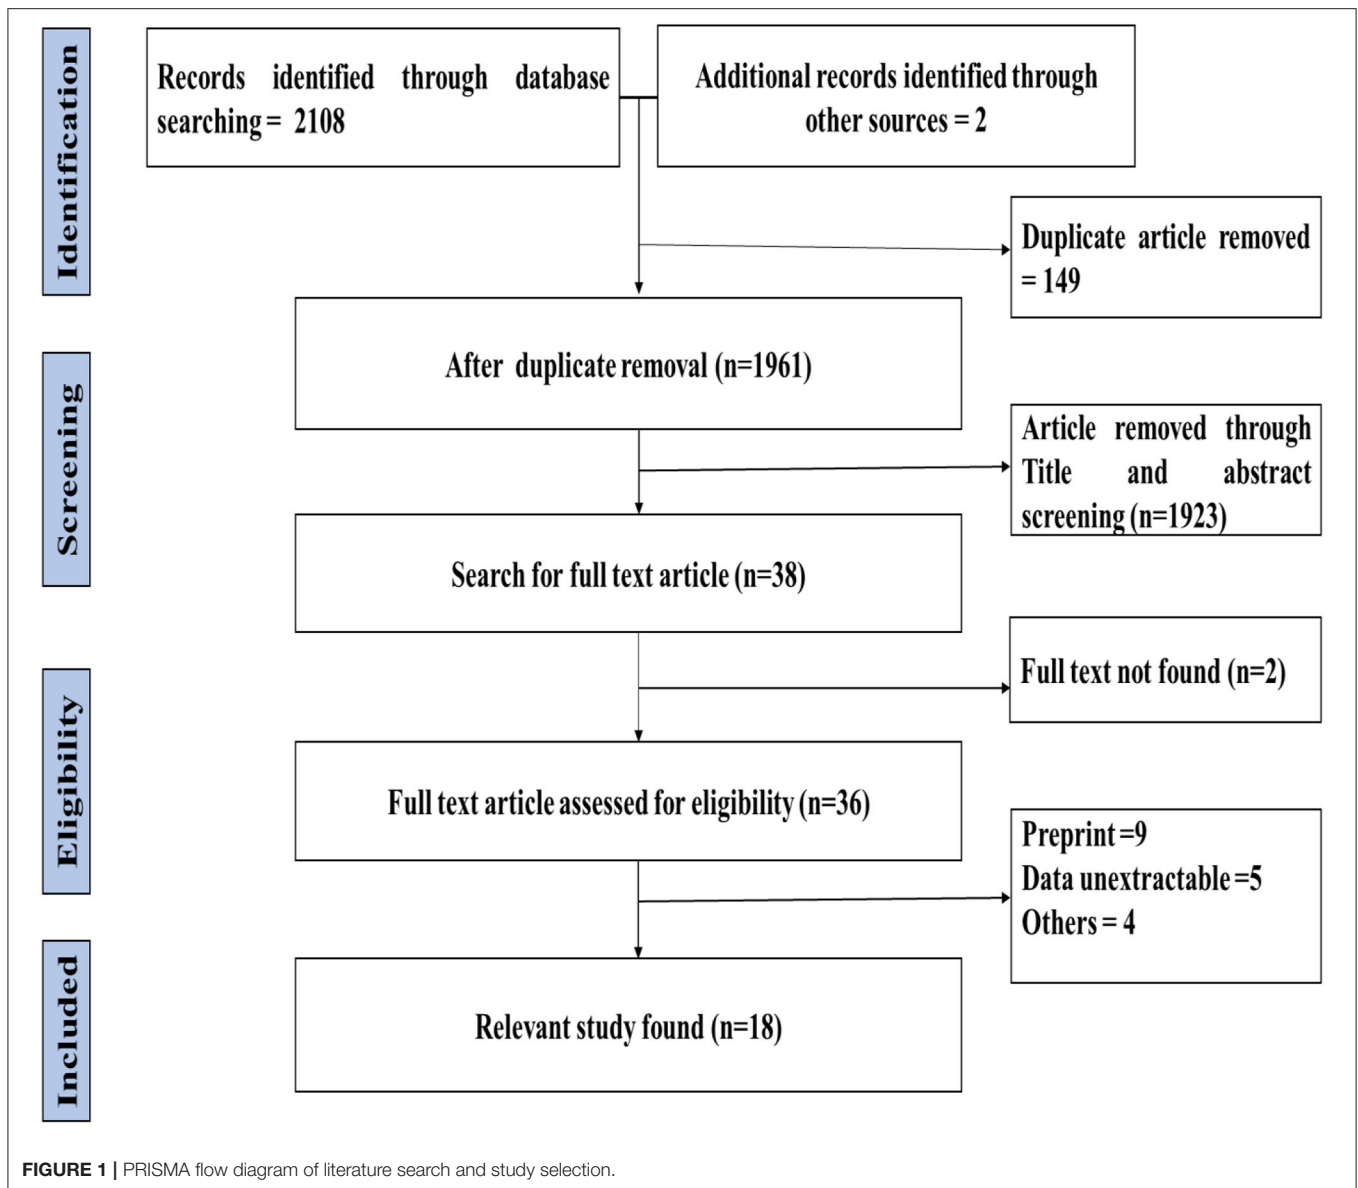 Identification
Records identified through database
searching = 2108
Additional records identified through
other sources = 2
Duplicate article removed
= 149
After duplicate removal (n=1961)
Screening
Article removed through
Title and abstract
screening (n=1923)
Search for full text article (n=38)
Full text not found (n=2)
Eligibility
Full text article assessed for eligibility (n=36)
Preprint =9
Data unextractable =5
Others = 4
Included
Relevant study found (n=18)
FIGURE 1 | PRISMA flow diagram of literature search and study selection.